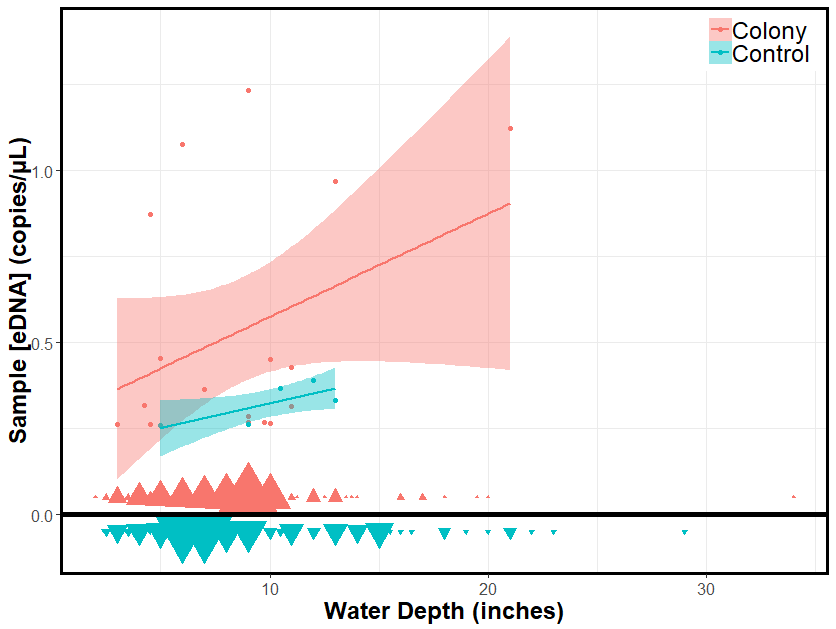 Colony
Control
1.0
0.5
0.0
Sample [eDNA] (copies/μL)
10
20
30
Water Depth (inches)